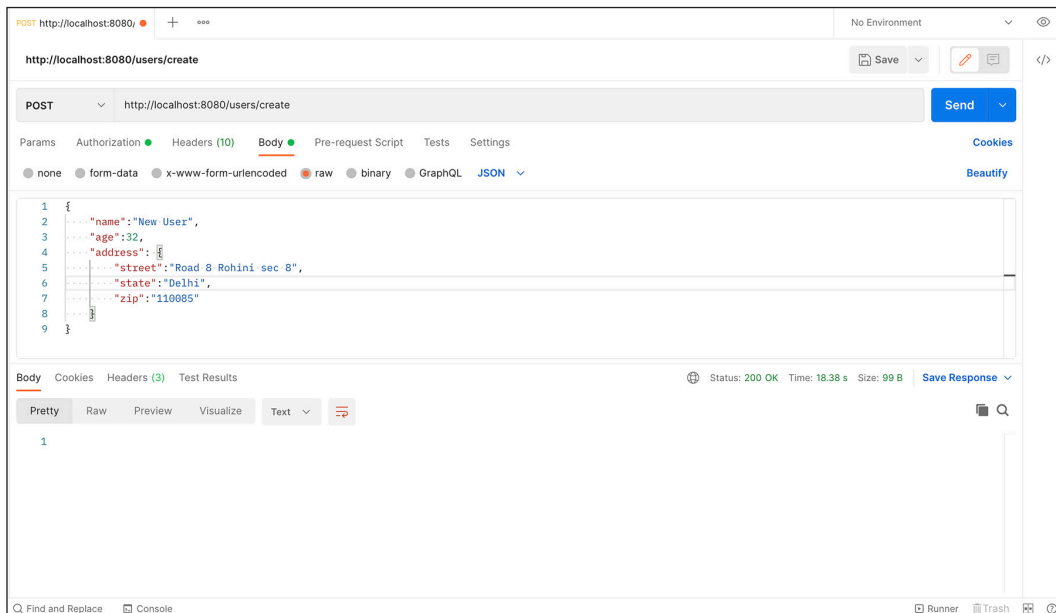 POST http://localhost:8080/ + ooo No Environment
http://localhost:8080/users/create Save </>
POST http://localhost:8080/users/create Send
Params Authorization Headers (10) Body Pre-request Script Tests Settings Cookies
none form-data x-www-form-urlencoded raw binary GraphQL JSON Beautify
1 {
2 "name":"New User",
3 "age":32,
4 "address": {
5 "street":"Road 8 Rohini sec 8",
6 "state":"Delhi",
7 "zip":"110085"
8 }
9 }
Body Cookies Headers (3) Test Results Status: 200 OK Time: 18.38 s Size: 99 B Save Response
Pretty Raw Preview Visualize Text
1
Find and Replace Console Runner Trash